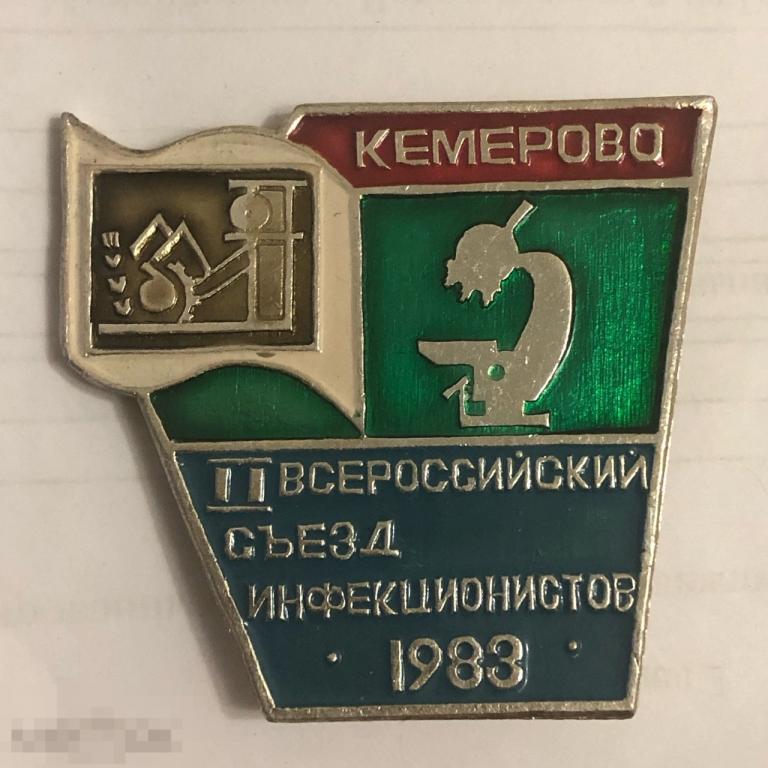 КЕМЕРОВО
II ВСЕРОССИЙСКИЙ
СЪЕЗД
ИНФЕКЦИОНИСТОВ
· 1983 ·